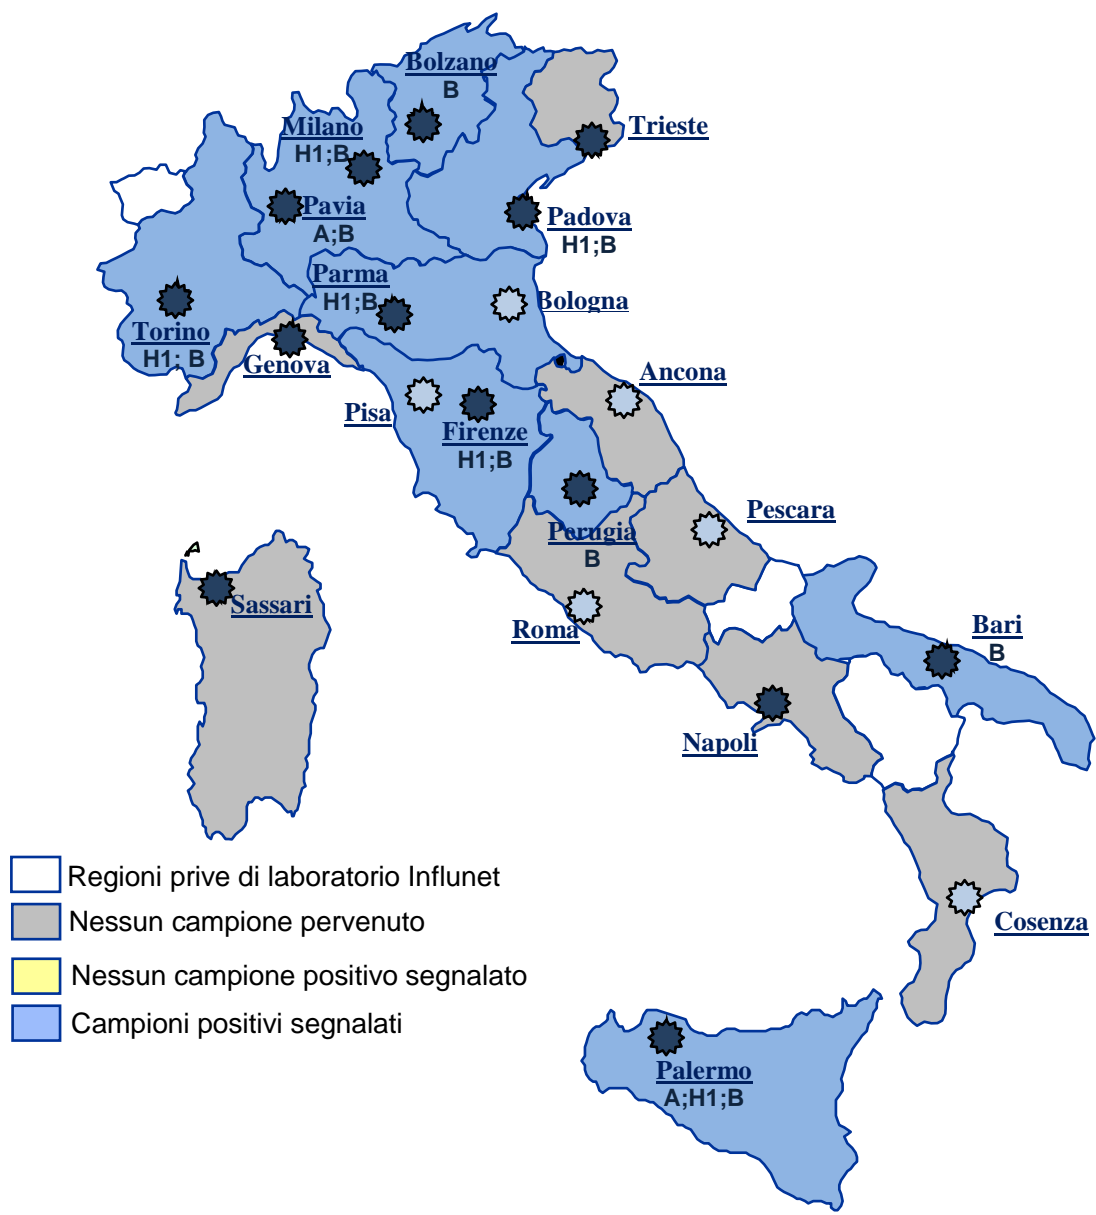 Bolzano
B
Milano
H1;B
Trieste
Pavia
A;B
Padova
H1;B
Parma
H1;B
Bologna
Torino
H1; B
Genova
Ancona
Pisa
Firenze
H1;B
Pescara
Perugia
B
Sassari
Roma
Bari
B
Napoli
Regioni prive di laboratorio Influnet
Nessun campione pervenuto
Cosenza
Nessun campione positivo segnalato
Campioni positivi segnalati
Palermo
A;H1;B